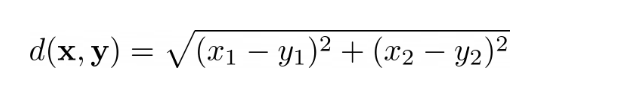 d(𝐱, 𝐲) = √((x₁ − y₁)² + (x₂ − y₂)²)